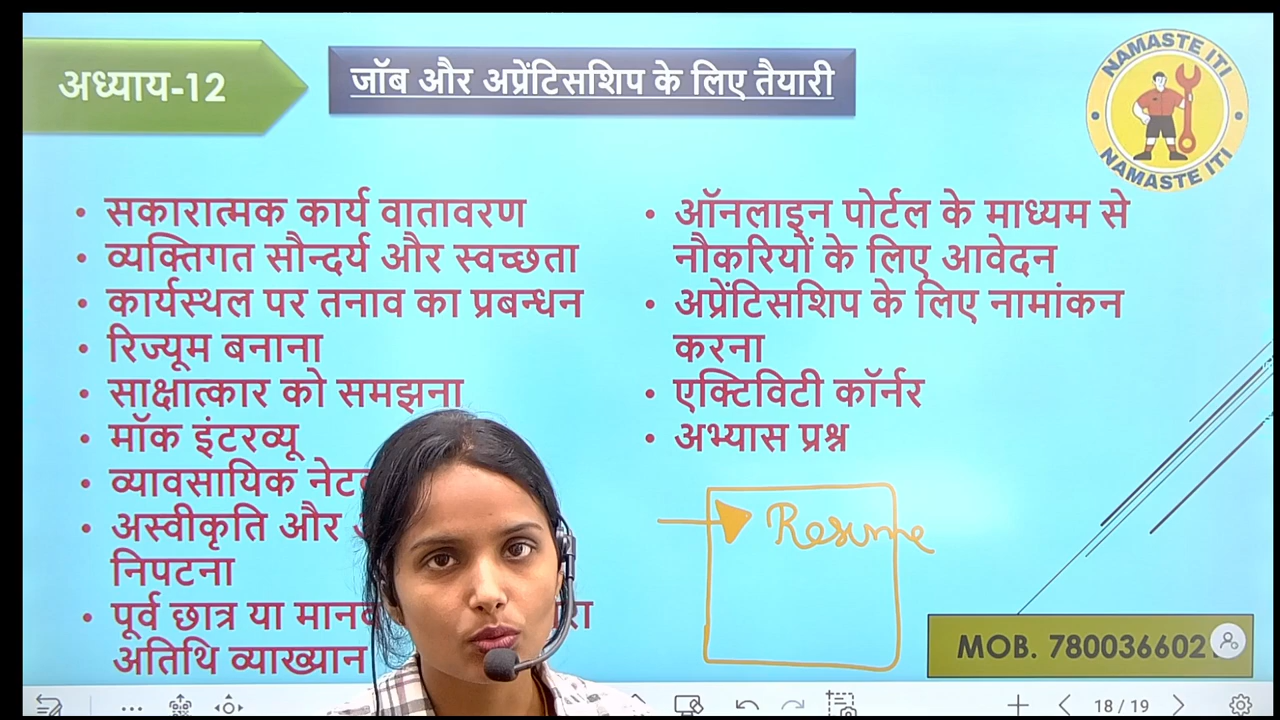 अध्याय-12
जॉब और अप्रेंटिसशिप के लिए तैयारी
NAMASTE ITI
NAMASTE ITI
• सकारात्मक कार्य वातावरण
• व्यक्तिगत सौन्दर्य और स्वच्छता
• कार्यस्थल पर तनाव का प्रबन्धन
• रिज्यूम बनाना
• साक्षात्कार को समझना
• मॉक इंटरव्यू
• व्यावसायिक
• अस्वीकृति और
निपटना
• पूर्व छात्र या
अतिथि व्याख्यान
• ऑनलाइन पोर्टल के माध्यम से
नौकरियों के लिए आवेदन
• अप्रेंटिसशिप के लिए नामांकन
करना
• एक्टिविटी कॉर्नर
• अभ्यास प्रश्न
Resume
MOB. 780036602
18 / 19